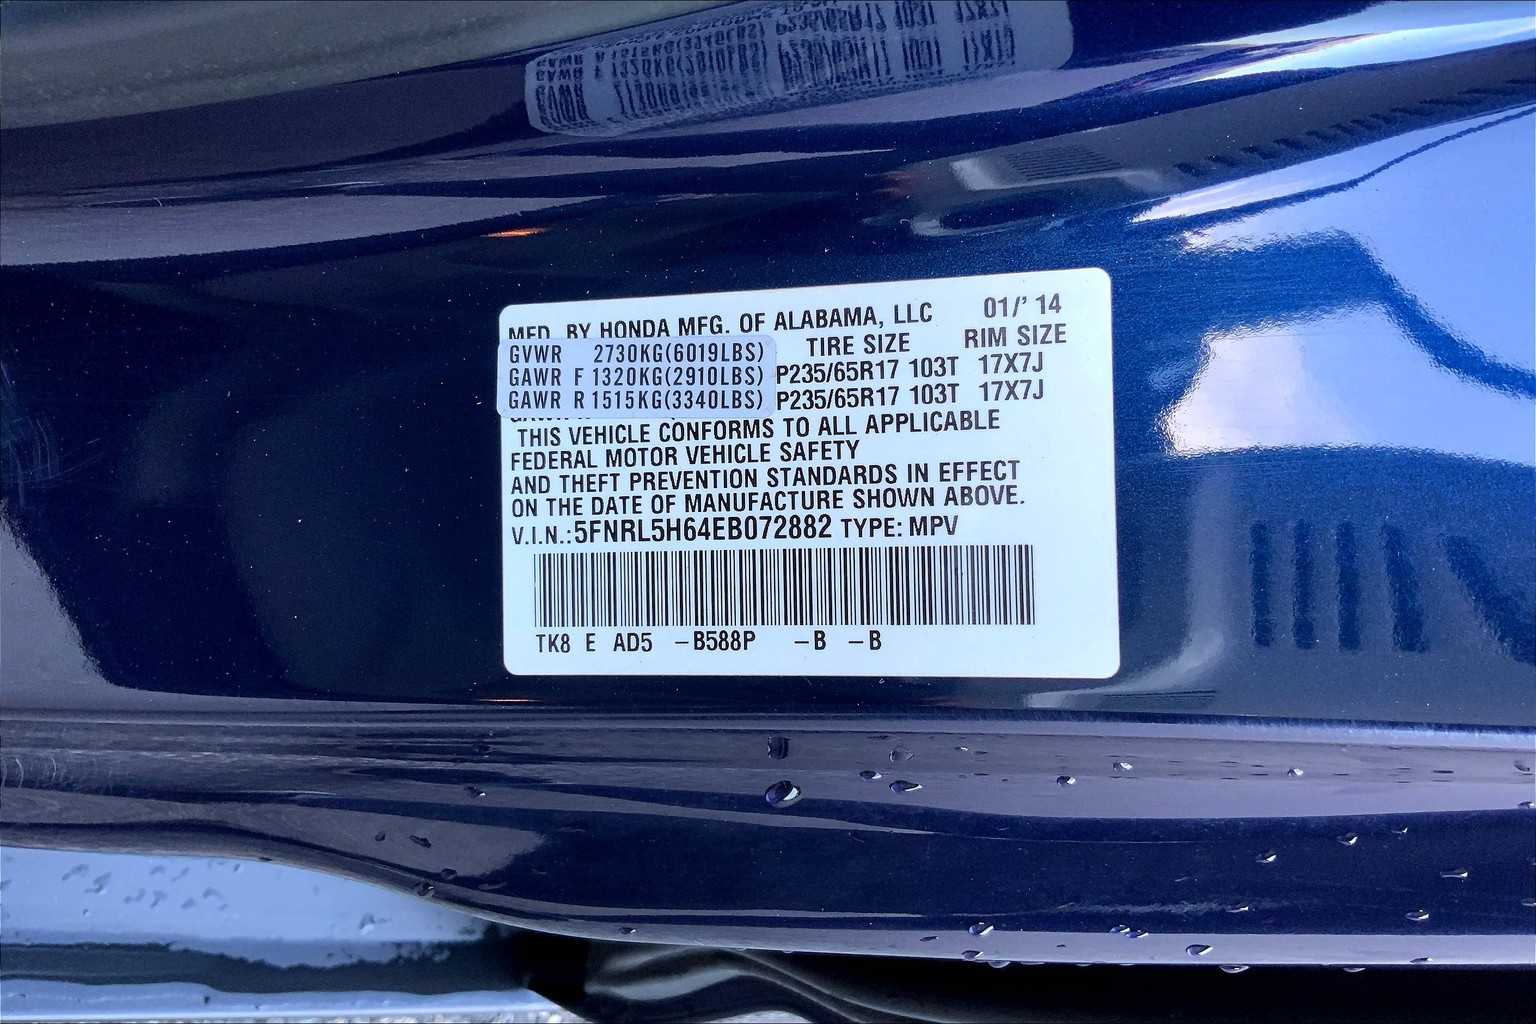 MFD. BY HONDA MFG. OF ALABAMA, LLC 01/' 14
TIRE SIZE RIM SIZE
GVWR 2730KG(6019LBS)
GAWR F 1320KG(2910LBS) P235/65R17 103T 17X7J
GAWR R 1515KG(3340LBS) P235/65R17 103T 17X7J
THIS VEHICLE CONFORMS TO ALL APPLICABLE
FEDERAL MOTOR VEHICLE SAFETY
AND THEFT PREVENTION STANDARDS IN EFFECT
ON THE DATE OF MANUFACTURE SHOWN ABOVE.
V.I.N.:5FNRL5H64EB072882 TYPE: MPV
TK8 E AD5 –B588P –B –B